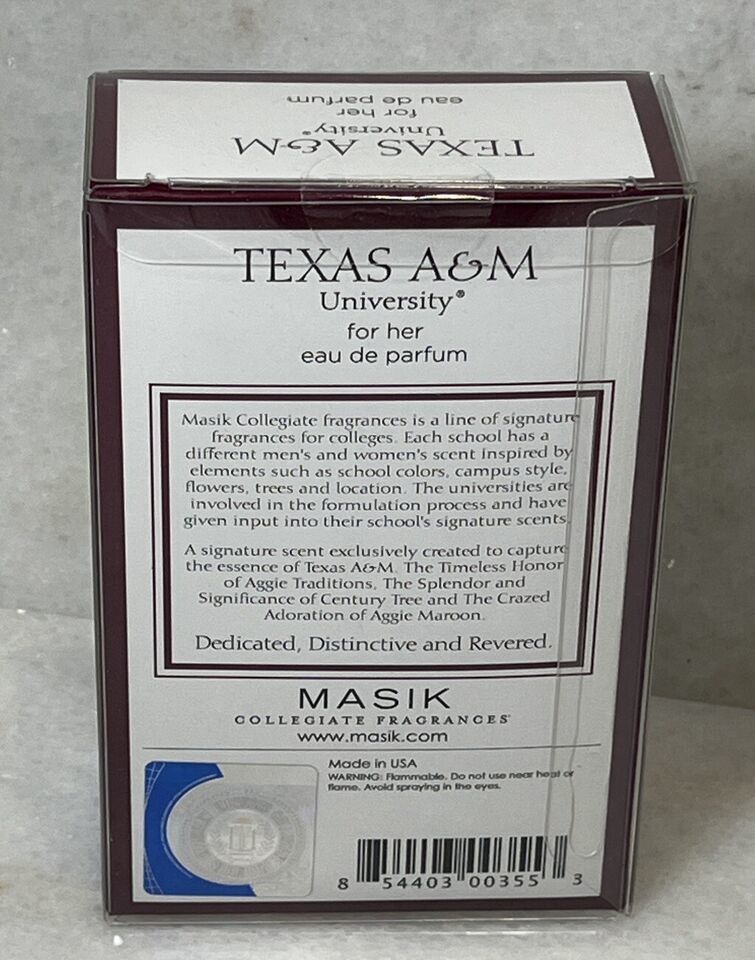 TEXAS A&M
University®
for her
eau de parfum
TEXAS A&M
University®
for her
eau de parfum
Masik Collegiate fragrances is a line of signature
fragrances for colleges. Each school has a
different men's and women's scent inspired by
elements such as school colors, campus style,
flowers, trees and location. The universities are
involved in the formulation process and have
given input into their school's signature scents.
A signature scent exclusively created to capture
the essence of Texas A&M. The Timeless Honor
of Aggie Traditions, The Splendor and
Significance of Century Tree and The Crazed
Adoration of Aggie Maroon.
Dedicated, Distinctive and Revered.
MASIK
COLLEGIATE FRAGRANCES
www.masik.com
Made in USA
WARNING: Flammable. Do not use near heat or
flame. Avoid spraying in the eyes.
8 54403 00355 3